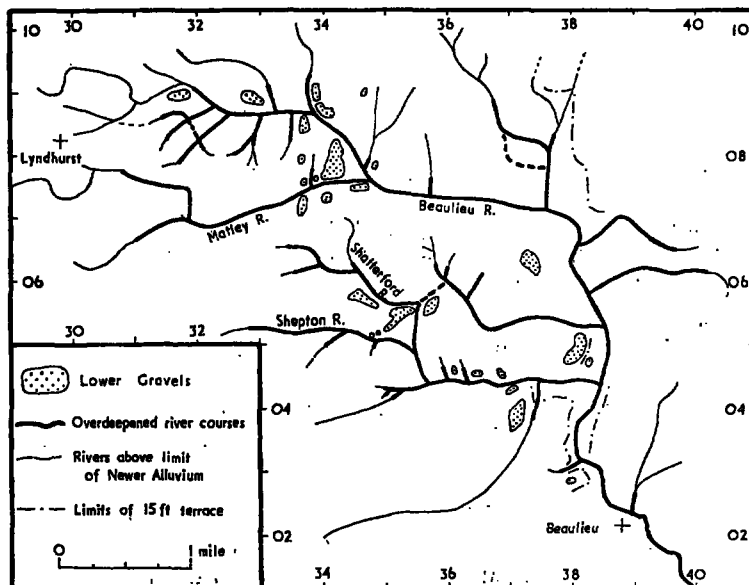 10 30 32 34 36 38 40 10
Lyndhurst
08 08
Matley R.
Beaulieu R.
Shatterford R.
06 06
Shepton R.
30 32
Lower Gravels
04 04
Overdeepened river courses
Rivers above limit
of Newer Alluvium
Limits of 15 ft terrace
02 02
0 1 mile
Beaulieu
34 36 38 40